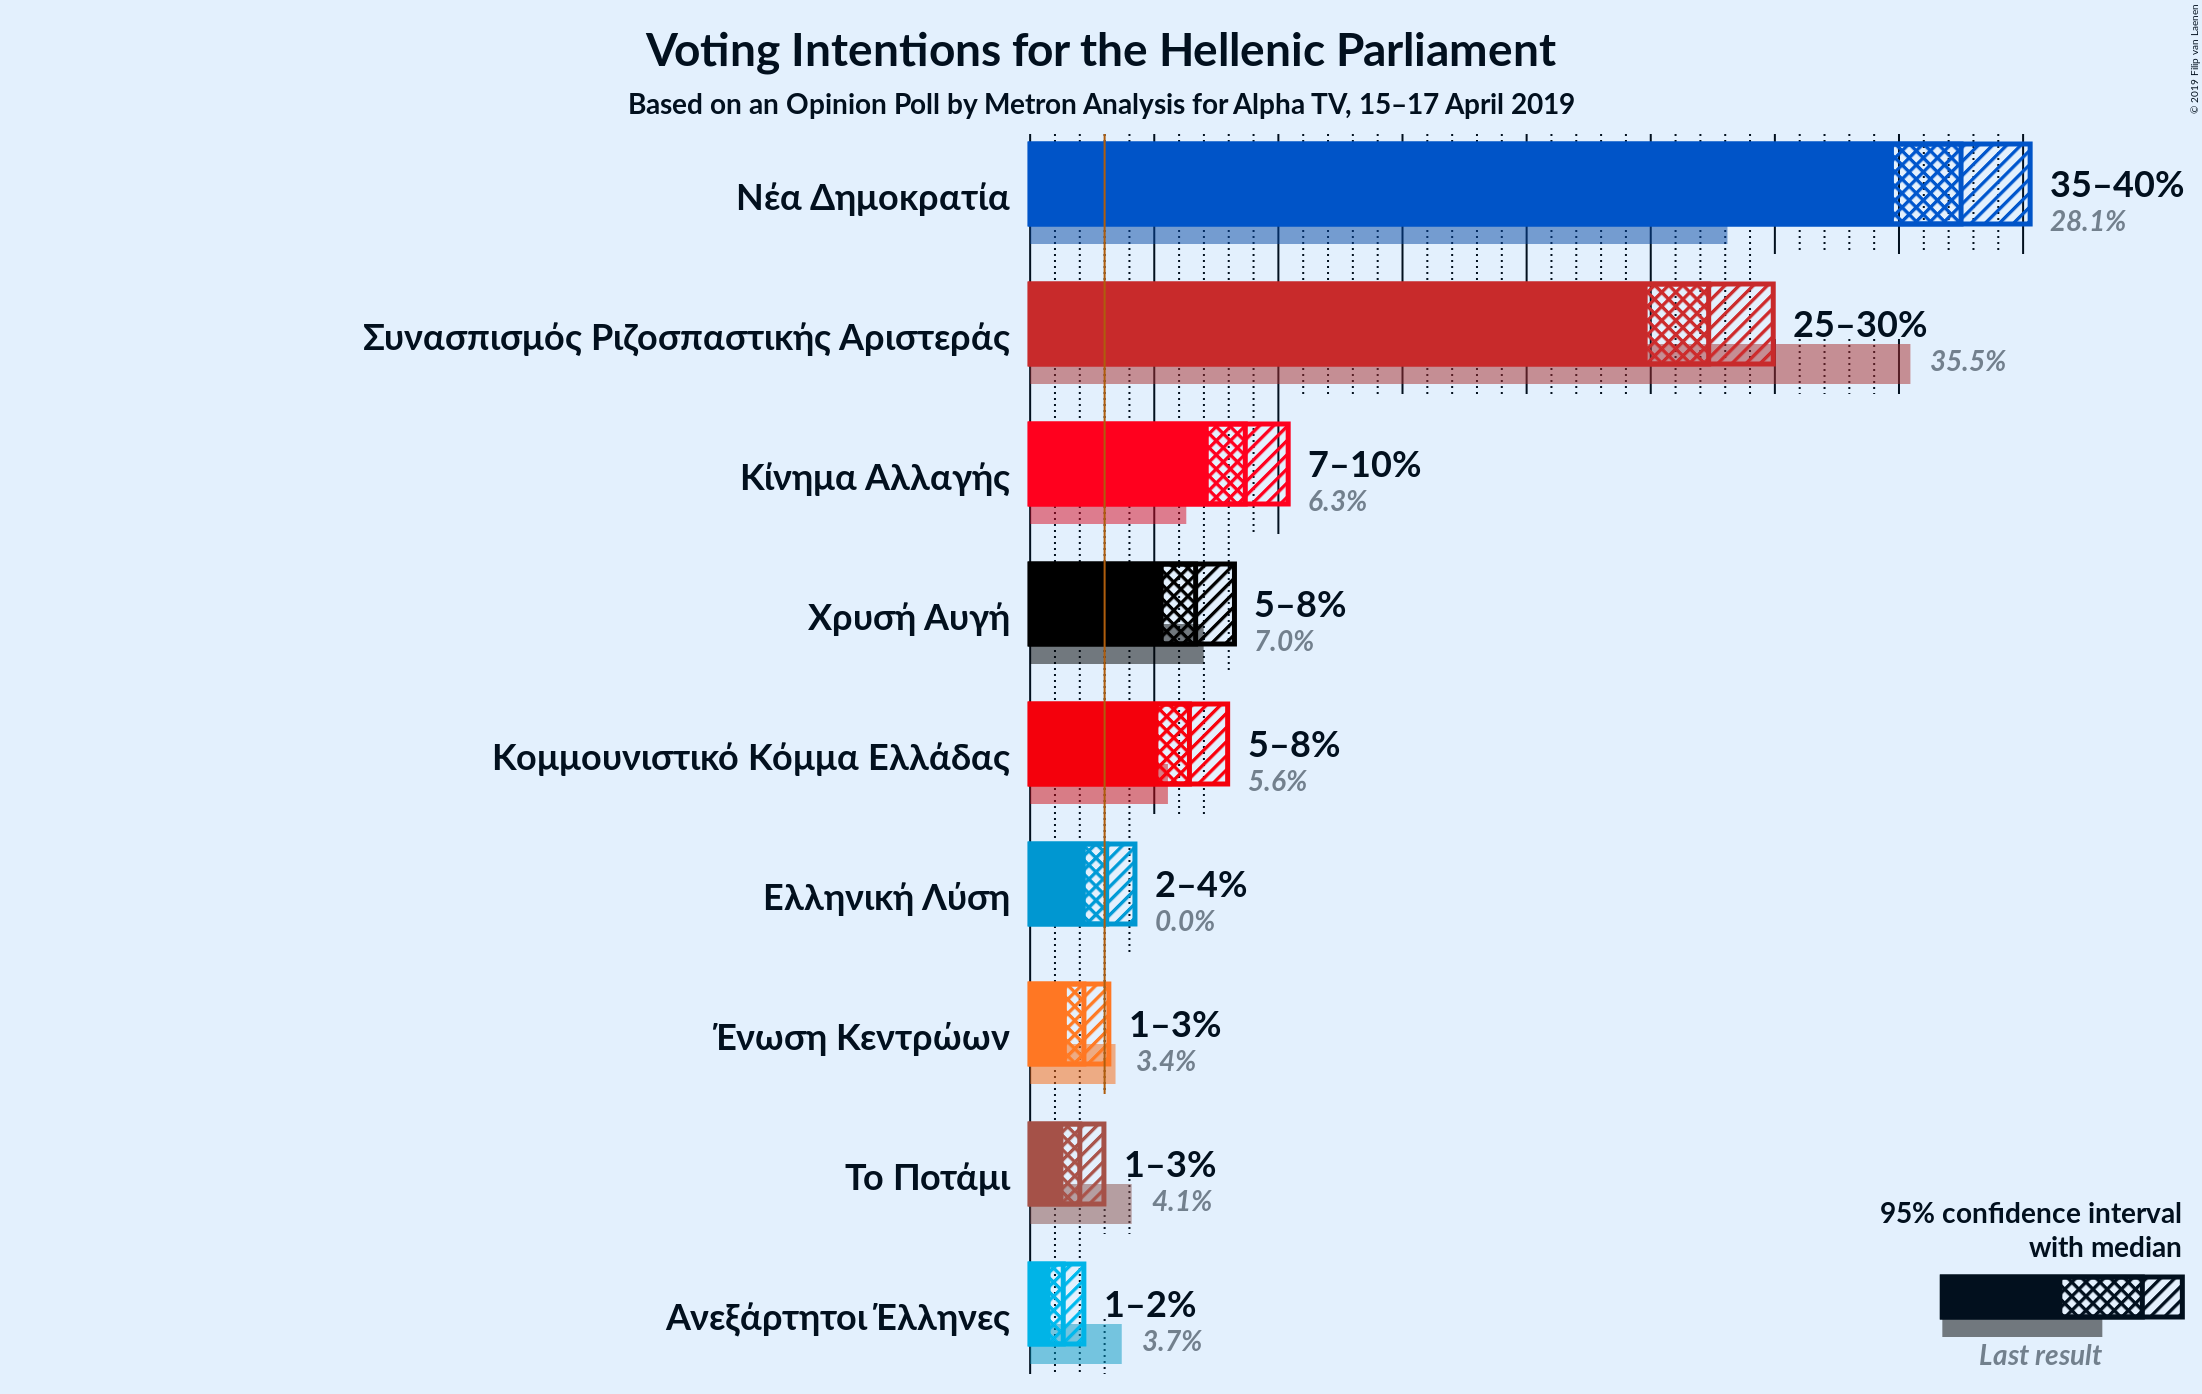 Voting Intentions for the Hellenic Parliament
Based on an Opinion Poll by Metron Analysis for Alpha TV, 15–17 April 2019
© 2019 Filip van Laenen
Νέα Δημοκρατία
35–40%
28.1%
Συνασπισμός Ριζοσπαστικής Αριστεράς
25–30%
35.5%
Κίνημα Αλλαγής
7–10%
6.3%
Χρυσή Αυγή
5–8%
7.0%
Κομμουνιστικό Κόμμα Ελλάδας
5–8%
5.6%
Ελληνική Λύση
2–4%
0.0%
Ένωση Κεντρώων
1–3%
3.4%
Το Ποτάμι
1–3%
4.1%
Ανεξάρτητοι Έλληνες
1–2%
3.7%
95% confidence interval
with median
Last result